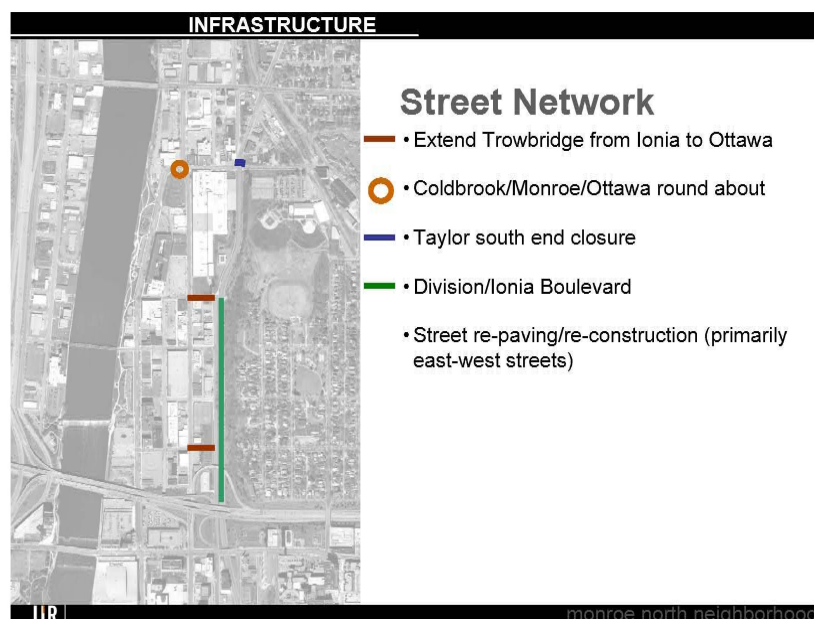 INFRASTRUCTURE
Street Network
• Extend Trowbridge from Ionia to Ottawa
• Coldbrook/Monroe/Ottawa round about
• Taylor south end closure
• Division/Ionia Boulevard
• Street re-paving/re-construction (primarily
east-west streets)
monroe north neighborhood